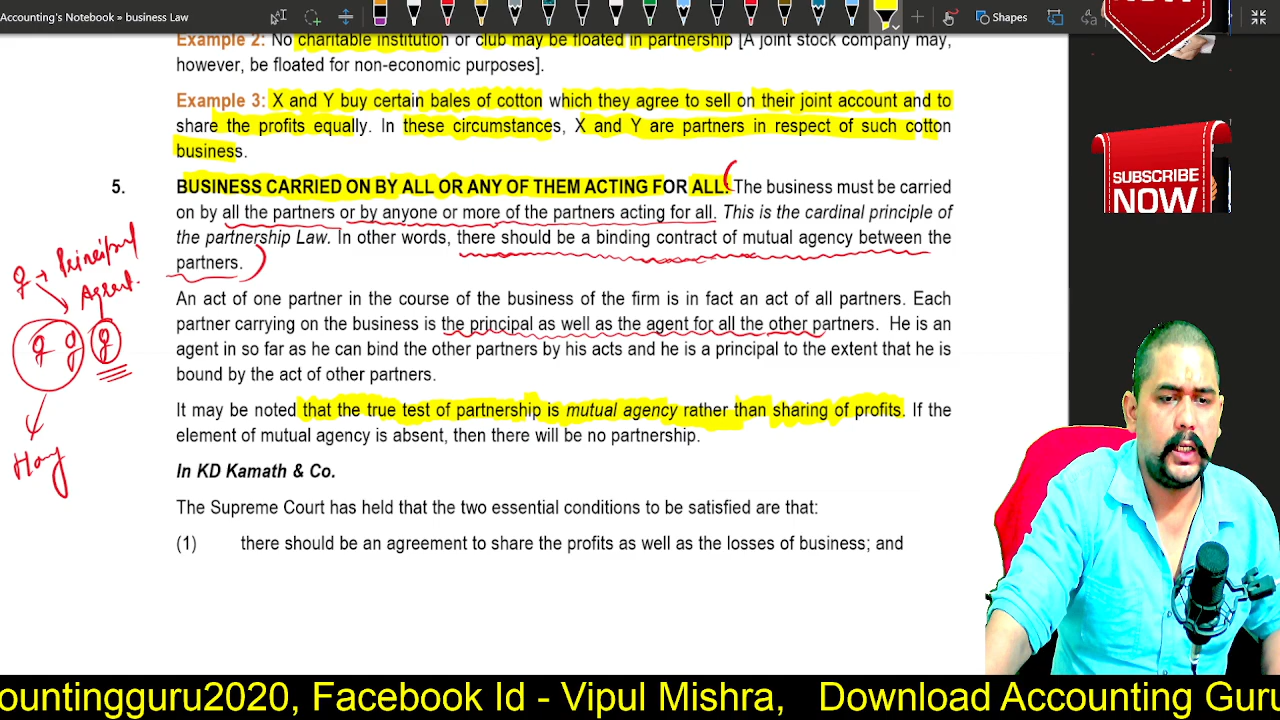 Accounting's Notebook » business Law
Shapes
Example 2: No charitable institution or club may be floated in partnership [A joint stock company may,
however, be floated for non-economic purposes].
Example 3: X and Y buy certain bales of cotton which they agree to sell on their joint account and to
share the profits equally. In these circumstances, X and Y are partners in respect of such cotton
business.
SUBSCRIBE
NOW
5. BUSINESS CARRIED ON BY ALL OR ANY OF THEM ACTING FOR ALL: The business must be carried
on by all the partners or by anyone or more of the partners acting for all. This is the cardinal principle of
the partnership Law. In other words, there should be a binding contract of mutual agency between the
partners.
Principal
Agent.
An act of one partner in the course of the business of the firm is in fact an act of all partners. Each
partner carrying on the business is the principal as well as the agent for all the other partners. He is an
agent in so far as he can bind the other partners by his acts and he is a principal to the extent that he is
bound by the act of other partners.
It may be noted that the true test of partnership is mutual agency rather than sharing of profits. If the
element of mutual agency is absent, then there will be no partnership.
In KD Kamath & Co.
The Supreme Court has held that the two essential conditions to be satisfied are that:
(1) there should be an agreement to share the profits as well as the losses of business; and
ountingguru2020, Facebook Id - Vipul Mishra, Download Accounting Gur